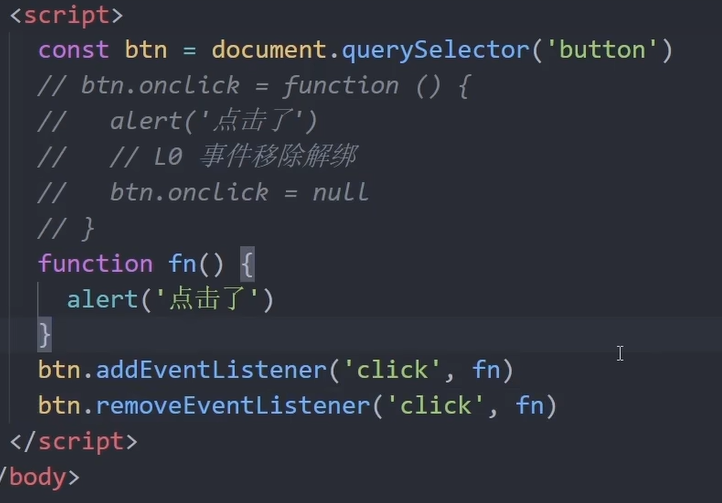 <script>
const btn = document.querySelector('button')
// btn.onclick = function () {
//   alert('点击了')
//   // L0 事件移除解绑
//   btn.onclick = null
// }
function fn() {
alert('点击了')
}
btn.addEventListener('click', fn)
btn.removeEventListener('click', fn)
</script>
/body>